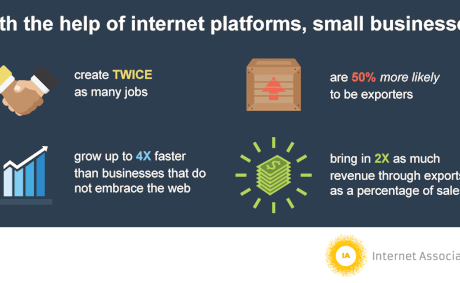 th the help of internet platforms, small businesse
create TWICE
as many jobs
are 50% more likely
to be exporters
grow up to 4X faster
than businesses that do
not embrace the web
bring in 2X as much
revenue through exports
as a percentage of sale
IA
Internet Associa